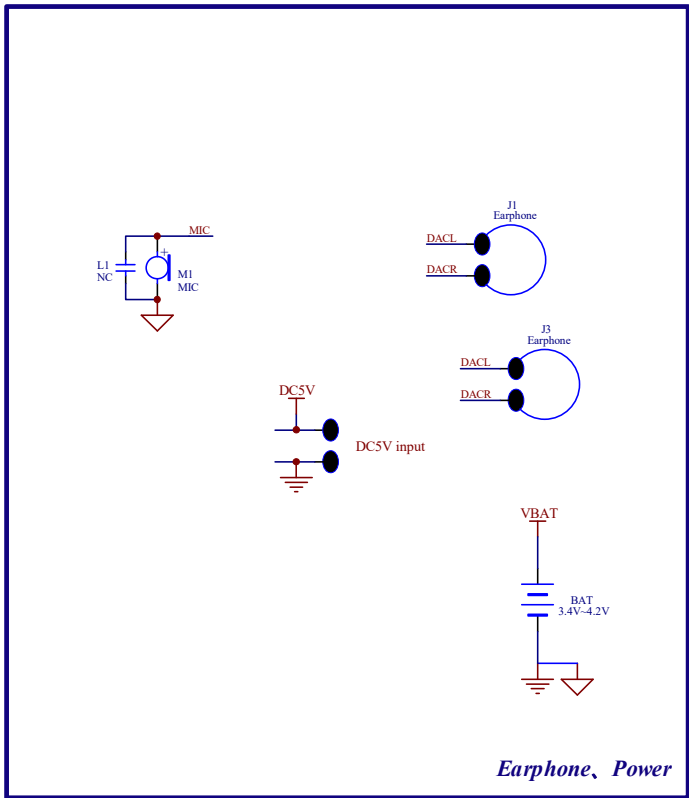 J1
Earphone
MIC
DACL
L1
NC
M1
MIC
DACR
J3
Earphone
DACL
DC5V
DACR
DC5V input
VBAT
BAT
3.4V~4.2V
Earphone、Power